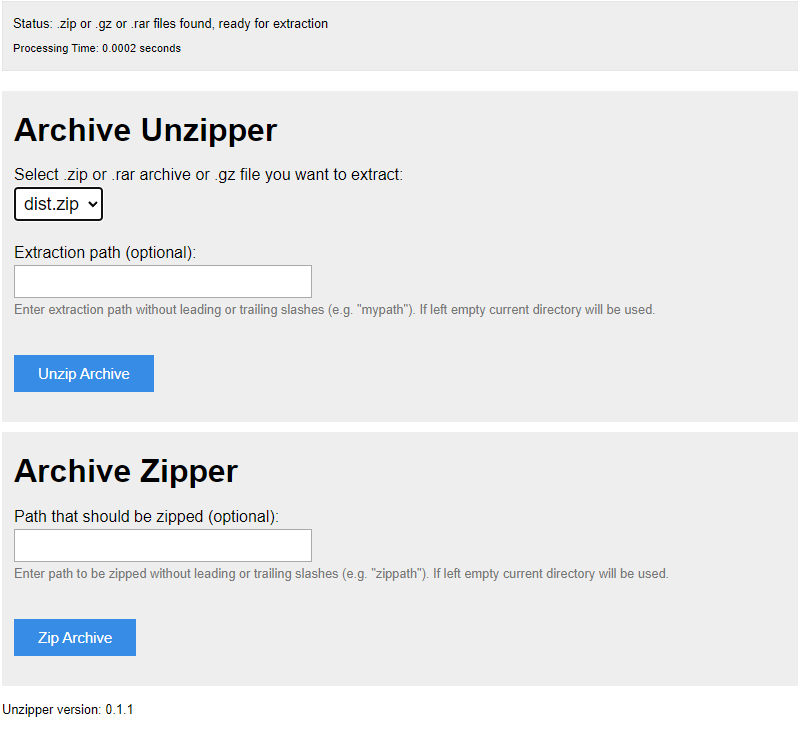 Status: .zip or .gz or .rar files found, ready for extraction
Processing Time: 0.0002 seconds
Archive Unzipper
Select .zip or .rar archive or .gz file you want to extract:
dist.zip
Extraction path (optional):
Enter extraction path without leading or trailing slashes (e.g. "mypath"). If left empty current directory will be used.
Unzip Archive
Archive Zipper
Path that should be zipped (optional):
Enter path to be zipped without leading or trailing slashes (e.g. "zippath"). If left empty current directory will be used.
Zip Archive
Unzipper version: 0.1.1